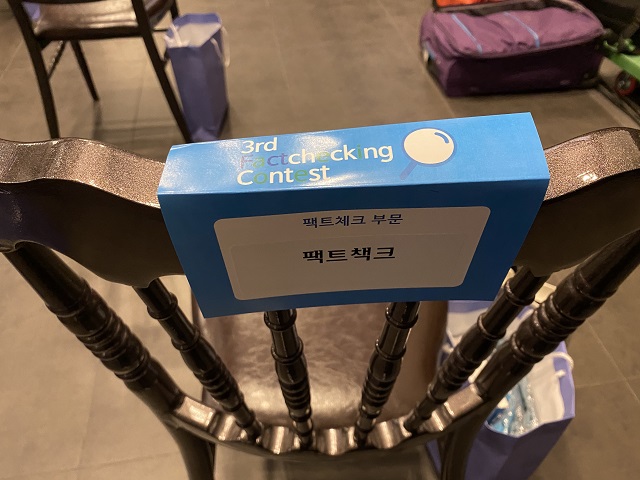 3rd
Factchecking
Contest
팩트체크 부문
팩트책크